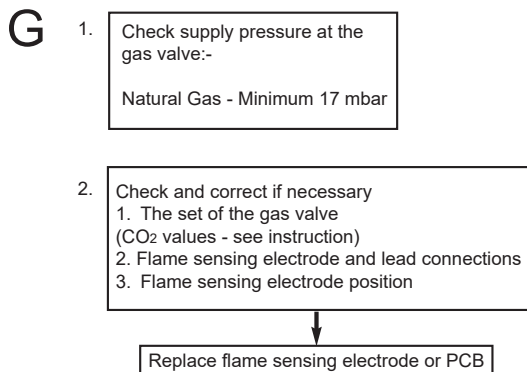 G
1. Check supply pressure at the
gas valve:-
Natural Gas - Minimum 17 mbar
2. Check and correct if necessary
1. The set of the gas valve
(CO2 values - see instruction)
2. Flame sensing electrode and lead connections
3. Flame sensing electrode position
Replace flame sensing electrode or PCB